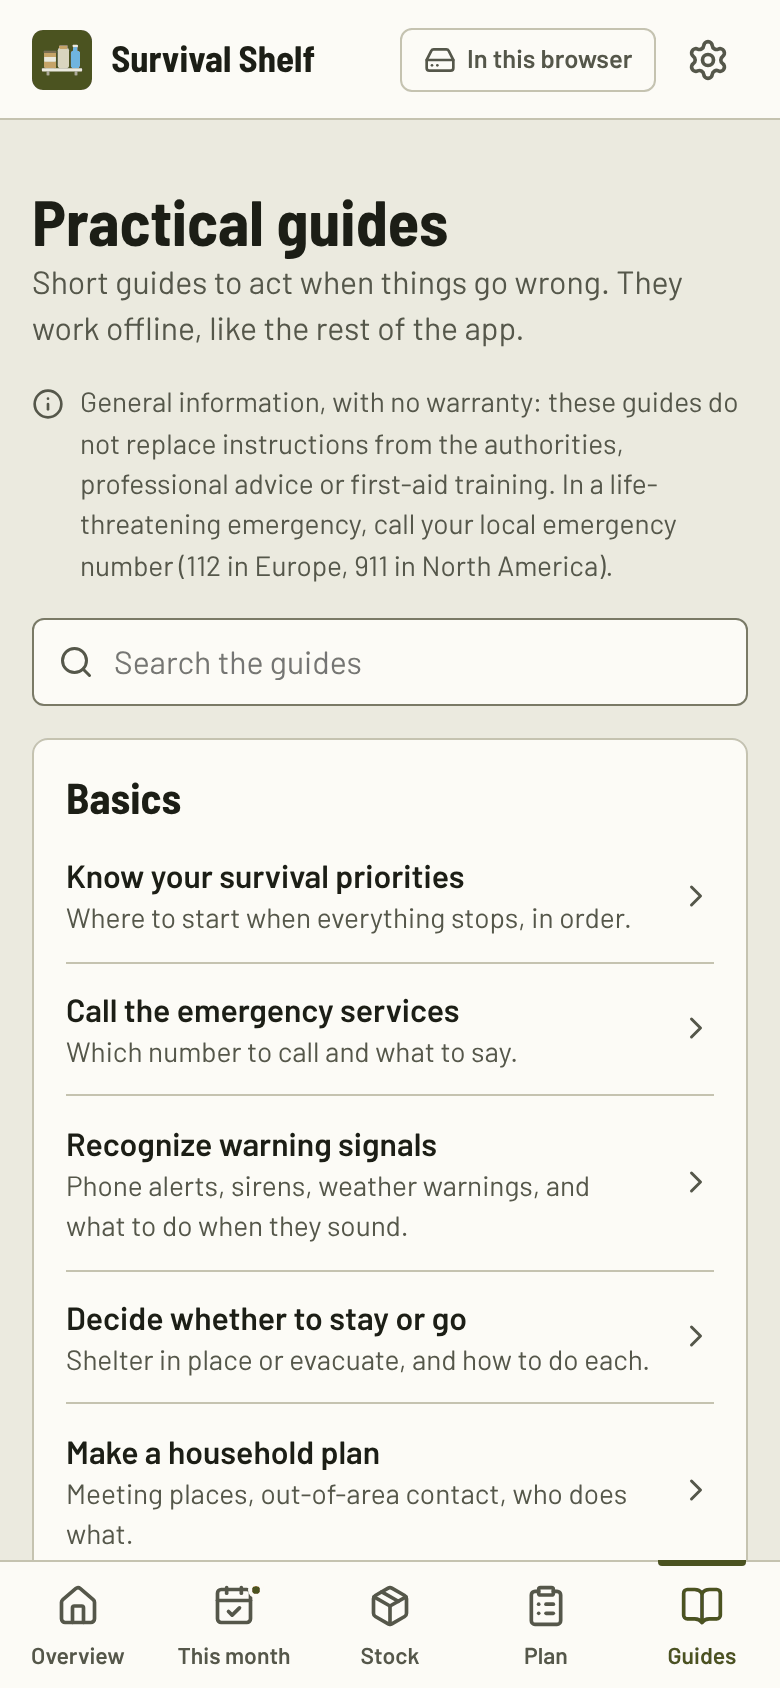 Survival Shelf
In this browser
Practical guides
Short guides to act when things go wrong. They
work offline, like the rest of the app.
General information, with no warranty: these guides do
not replace instructions from the authorities,
professional advice or first-aid training. In a life-
threatening emergency, call your local emergency
number (112 in Europe, 911 in North America).
Search the guides
Basics
Know your survival priorities
Where to start when everything stops, in order.
Call the emergency services
Which number to call and what to say.
Recognize warning signals
Phone alerts, sirens, weather warnings, and
what to do when they sound.
Decide whether to stay or go
Shelter in place or evacuate, and how to do each.
Make a household plan
Meeting places, out-of-area contact, who does
what.
Overview
This month
Stock
Plan
Guides